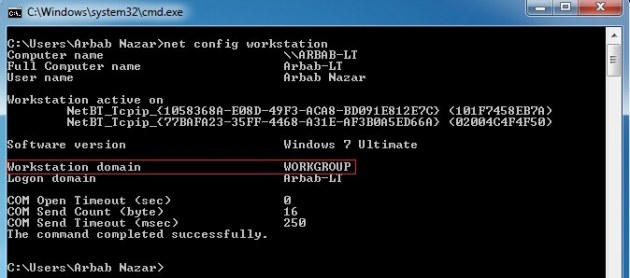 C:\Windows\system32\cmd.exe
C:\Users\Arbab Nazar>net config workstation
Computer name \\ARBAB-LT
Full Computer name Arbab-LT
User name Arbab Nazar
Workstation active on
NetBT_Tcpip_{1058368A-E08D-49F3-ACA8-BD091E812E7C} (101F7458EB7A)
NetBT_Tcpip_{77BAFA23-35FF-4468-A31E-AF3B0A5ED66A} (02004C4F4F50)
Software version Windows 7 Ultimate
Workstation domain WORKGROUP
Logon domain Arbab-LT
COM Open Timeout (sec) 0
COM Send Count (byte) 16
COM Send Timeout (msec) 250
The command completed successfully.
C:\Users\Arbab Nazar>